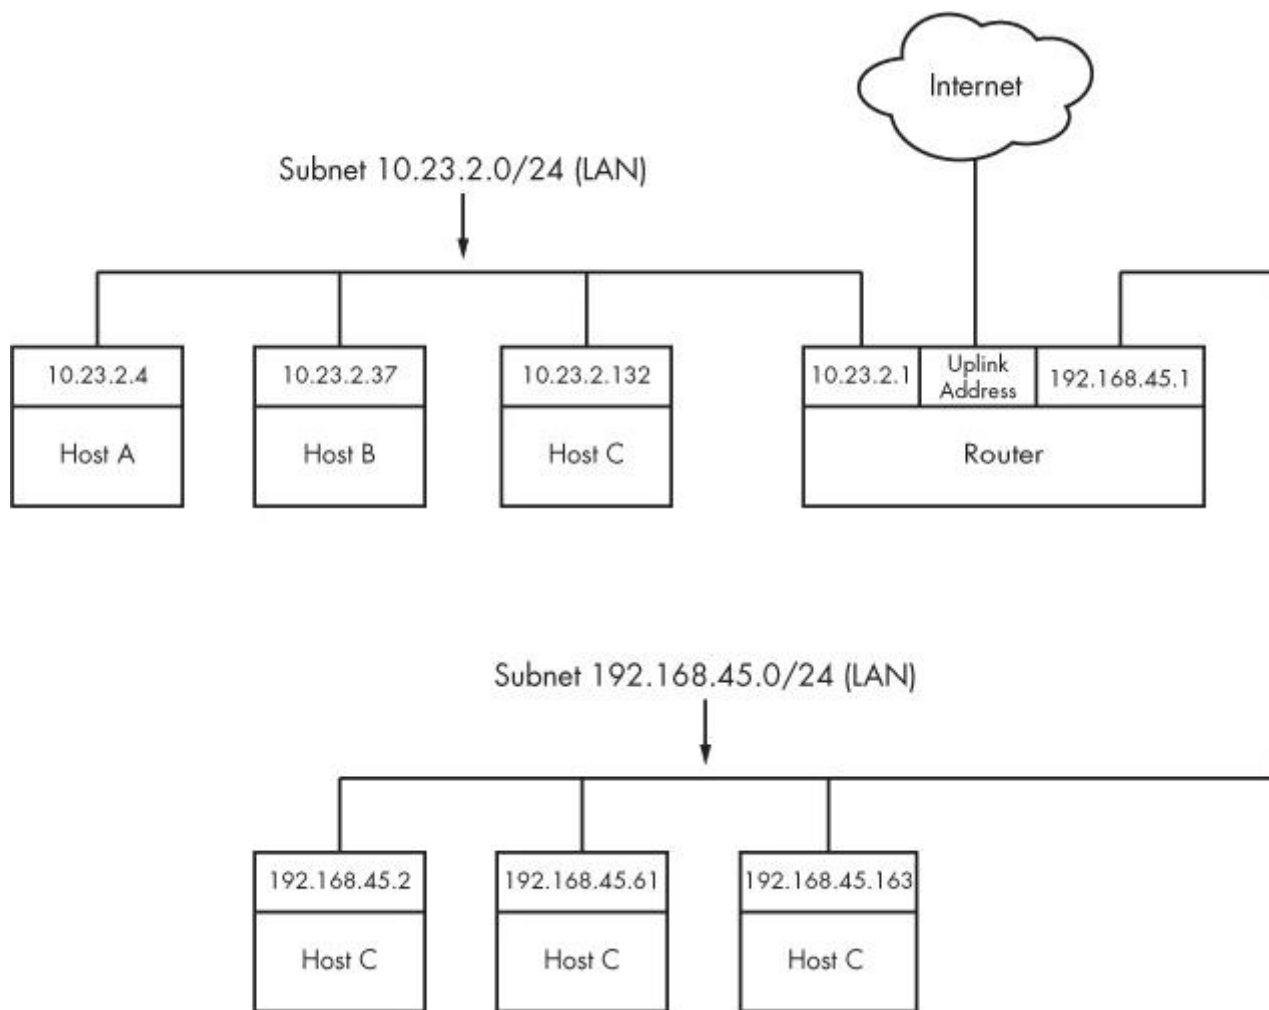 Internet
Subnet 10.23.2.0/24 (LAN)
10.23.2.4
10.23.2.37
10.23.2.132
10.23.2.1
Uplink
Address
192.168.45.1
Host A
Host B
Host C
Router
Subnet 192.168.45.0/24 (LAN)
192.168.45.2
192.168.45.61
192.168.45.163
Host C
Host C
Host C